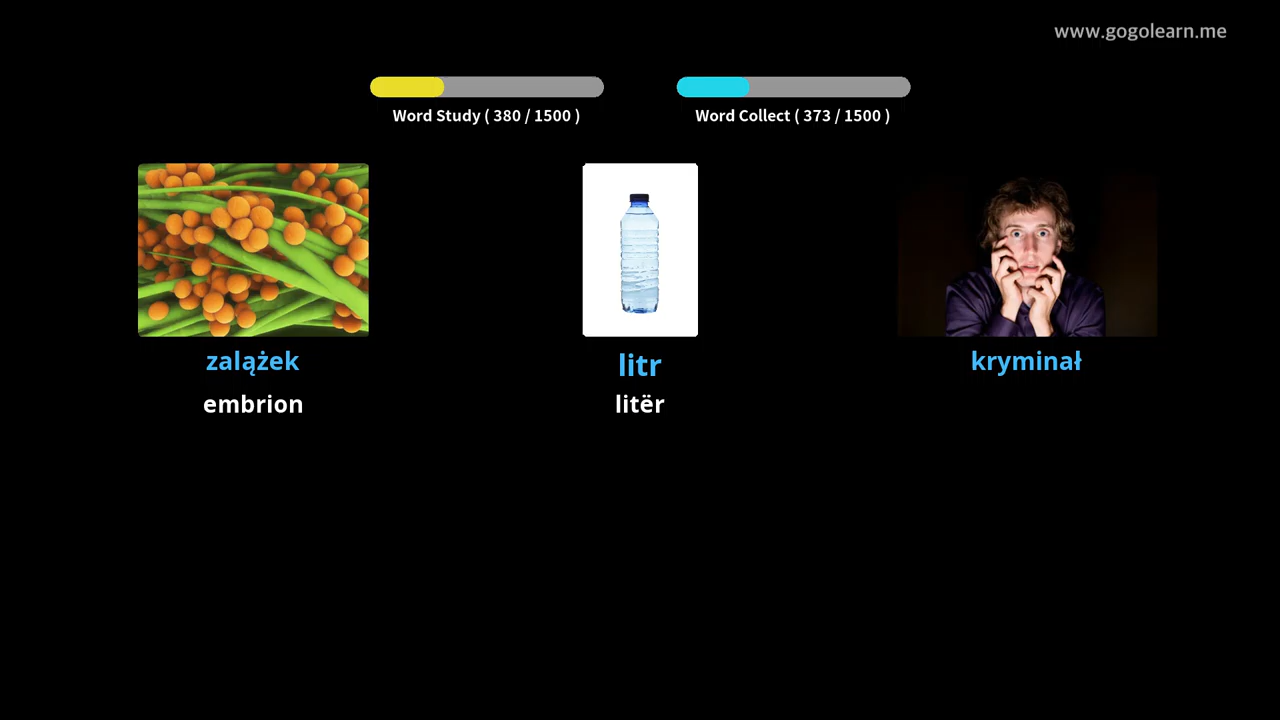 www.gogolearn.me
Word Study ( 380 / 1500 )
Word Collect ( 373 / 1500 )
zalążek
litr
kryminał
embrion
litër